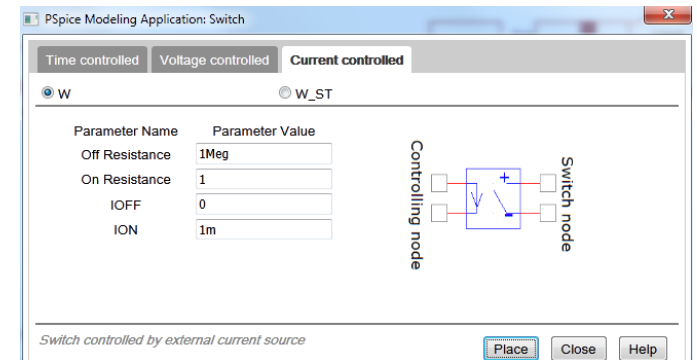 PSpice Modeling Application: Switch
Time controlled Voltage controlled Current controlled
W W_ST
Parameter Name Parameter Value
Off Resistance 1Meg
On Resistance 1
IOFF 0
ION 1m
Controlling node
+
-
Switch node
Switch controlled by external current source
Place Close Help